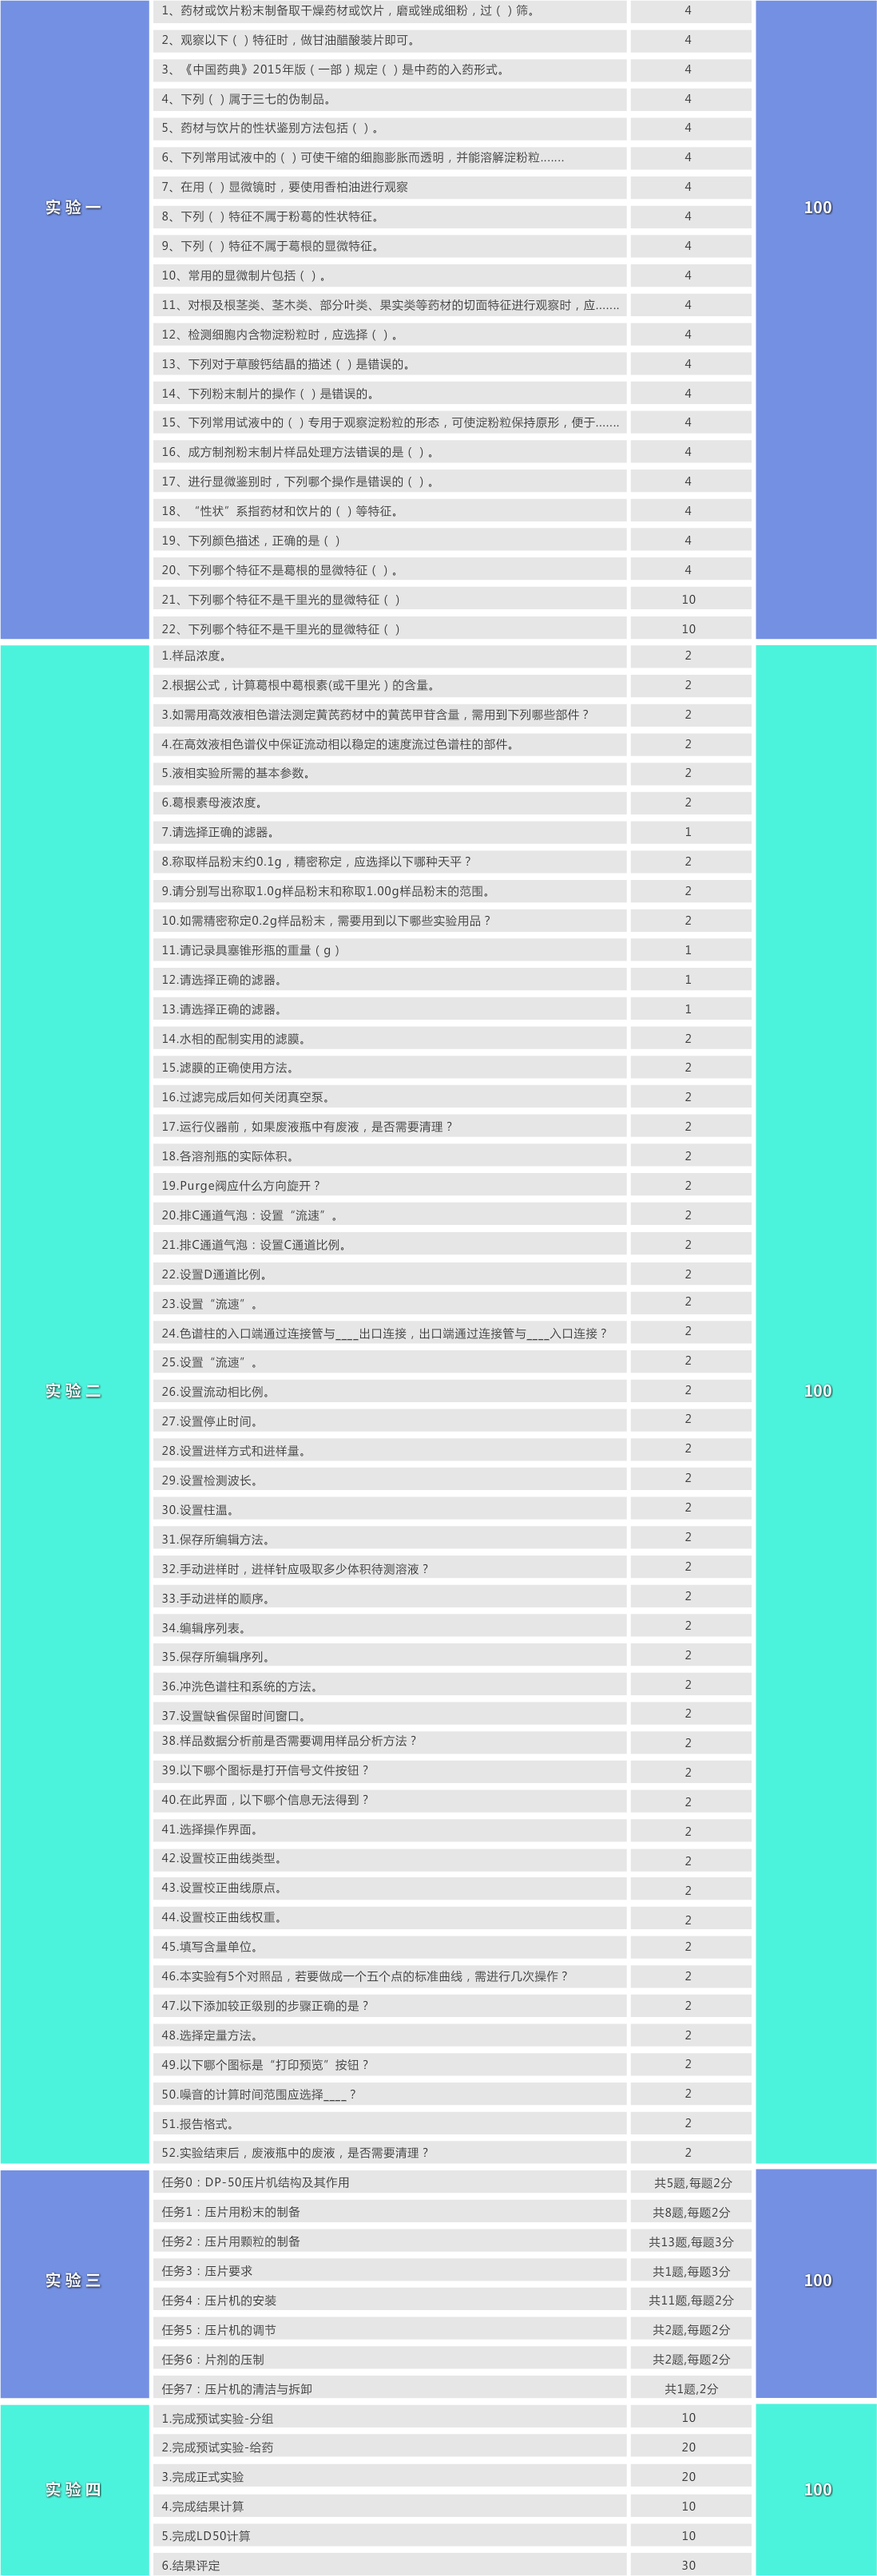 1、药材或饮片粉末制备取干燥药材或饮片，磨或锉成细粉，过（ ）筛。 4
2、观察以下（ ）特征时，做甘油醋酸装片即可。 4
3、《中国药典》2015年版（一部）规定（ ）是中药的入药形式。 4
4、下列（ ）属于三七的伪制品。 4
5、药材与饮片的性状鉴别方法包括（ ）。 4
6、下列常用试液中的（ ）可使干缩的细胞膨胀而透明，并能溶解淀粉粒....... 4
7、在用（ ）显微镜时，要使用香柏油进行观察 4
实验一 100
8、下列（ ）特征不属于粉葛的性状特征。 4
9、下列（ ）特征不属于葛根的显微特征。 4
10、常用的显微制片包括（ ）。 4
11、对根及根茎类、茎木类、部分叶类、果实类等药材的切面特征进行观察时，应....... 4
12、检测细胞内含物淀粉粒时，应选择（ ）。 4
13、下列对于草酸钙结晶的描述（ ）是错误的。 4
14、下列粉末制片的操作（ ）是错误的。 4
15、下列常用试液中的（ ）专用于观察淀粉粒的形态，可使淀粉粒保持原形，便于....... 4
16、成方制剂粉末制片样品处理方法错误的是（ ）。 4
17、进行显微鉴别时，下列哪个操作是错误的（ ）。 4
18、“性状”系指药材和饮片的（ ）等特征。 4
19、下列颜色描述，正确的是（ ） 4
20、下列哪个特征不是葛根的显微特征（ ）。 4
21、下列哪个特征不是千里光的显微特征（ ） 10
22、下列哪个特征不是千里光的显微特征（ ） 10
1.样品浓度。 2
2.根据公式，计算葛根中葛根素(或千里光）的含量。 2
3.如需用高效液相色谱法测定黄芪药材中的黄芪甲苷含量，需用到下列哪些部件？ 2
4.在高效液相色谱仪中保证流动相以稳定的速度流过色谱柱的部件。 2
5.液相实验所需的基本参数。 2
6.葛根素母液浓度。 2
7.请选择正确的滤器。 1
8.称取样品粉末约0.1g，精密称定，应选择以下哪种天平？ 2
9.请分别写出称取1.0g样品粉末和称取1.00g样品粉末的范围。 2
10.如需精密称定0.2g样品粉末，需要用到以下哪些实验用品？ 2
11.请记录具塞锥形瓶的重量（g） 1
12.请选择正确的滤器。 1
13.请选择正确的滤器。 1
14.水相的配制实用的滤膜。 2
15.滤膜的正确使用方法。 2
16.过滤完成后如何关闭真空泵。 2
17.运行仪器前，如果废液瓶中有废液，是否需要清理？ 2
18.各溶剂瓶的实际体积。 2
19.Purge阀应什么方向旋开？ 2
20.排C通道气泡：设置“流速”。 2
21.排C通道气泡：设置C通道比例。 2
22.设置D通道比例。 2
23.设置“流速”。 2
24.色谱柱的入口端通过连接管与____出口连接，出口端通过连接管与____入口连接？ 2
25.设置“流速”。 2
26.设置流动相比例。 2
实验二 100
27.设置停止时间。 2
28.设置进样方式和进样量。 2
29.设置检测波长。 2
30.设置柱温。 2
31.保存所编辑方法。 2
32.手动进样时，进样针应吸取多少体积待测溶液？ 2
33.手动进样的顺序。 2
34.编辑序列表。 2
35.保存所编辑序列。 2
36.冲洗色谱柱和系统的方法。 2
37.设置缺省保留时间窗口。 2
38.样品数据分析前是否需要调用样品分析方法？ 2
39.以下哪个图标是打开信号文件按钮？ 2
40.在此界面，以下哪个信息无法得到？ 2
41.选择操作界面。 2
42.设置校正曲线类型。 2
43.设置校正曲线原点。 2
44.设置校正曲线权重。 2
45.填写含量单位。 2
46.本实验有5个对照品，若要做成一个五个点的标准曲线，需进行几次操作？ 2
47.以下添加较正级别的步骤正确的是？ 2
48.选择定量方法。 2
49.以下哪个图标是“打印预览”按钮？ 2
50.噪音的计算时间范围应选择____？ 2
51.报告格式。 2
52.实验结束后，废液瓶中的废液，是否需要清理？ 2
任务0：DP-50压片机结构及其作用 共5题,每题2分
任务1：压片用粉末的制备 共8题,每题2分
任务2：压片用颗粒的制备 共13题,每题3分
任务3：压片要求 共1题,每题3分
实验三 100
任务4：压片机的安装 共11题,每题2分
任务5：压片机的调节 共2题,每题2分
任务6：片剂的压制 共2题,每题2分
任务7：压片机的清洁与拆卸 共1题,2分
1.完成预试实验-分组 10
2.完成预试实验-给药 20
3.完成正式实验 20
实验四 100
4.完成结果计算 10
5.完成LD50计算 10
6.结果评定 30